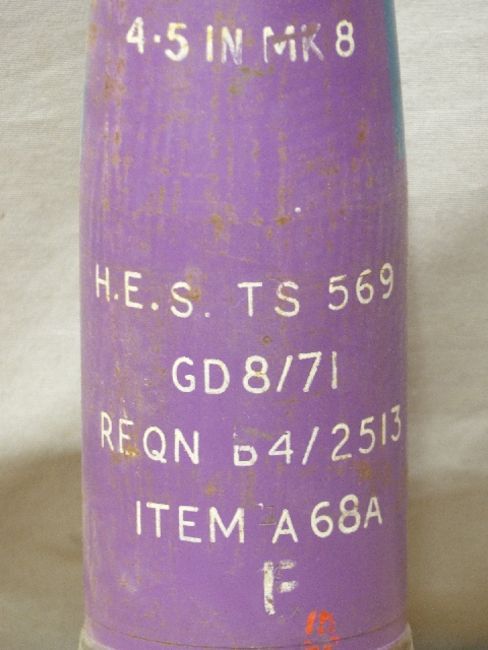 4.5 IN MK 8
H.E.S. TS 569
GD 8/71
REQN B4/2513
ITEM A 68A
F